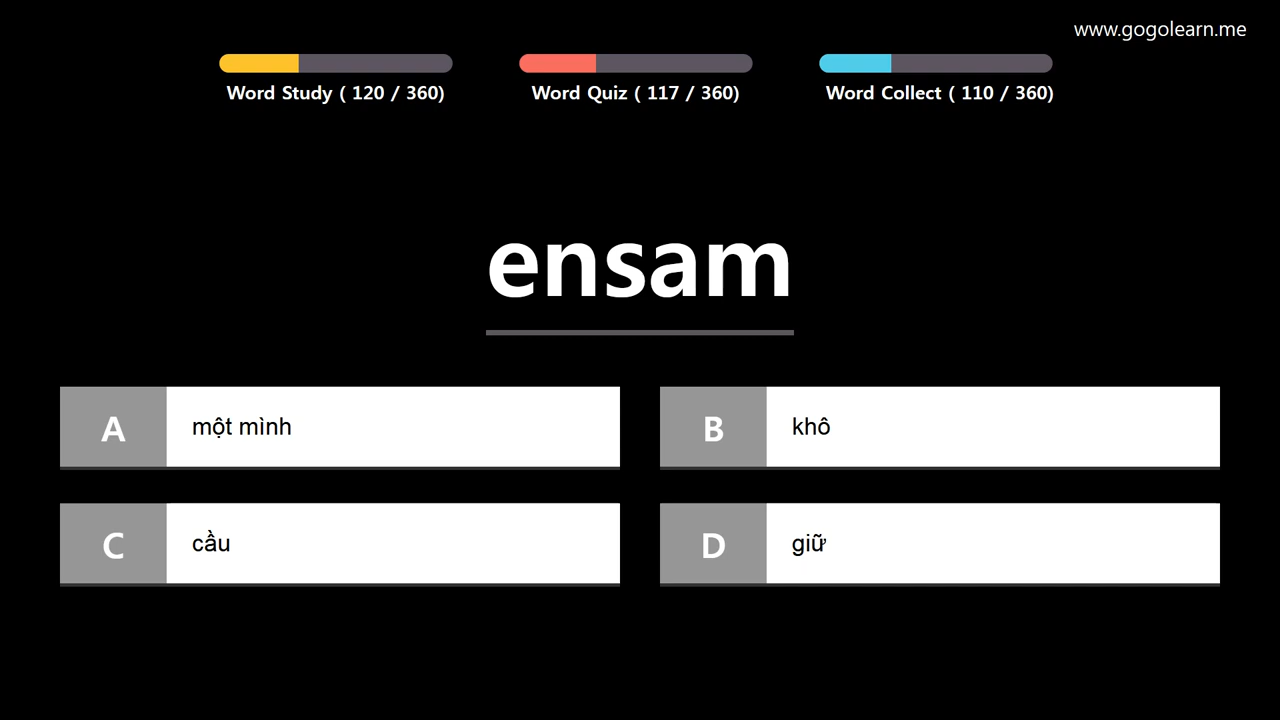 www.gogolearn.me
Word Study ( 120 / 360)
Word Quiz ( 117 / 360)
Word Collect ( 110 / 360)
ensam
A
một mình
B
khô
C
cầu
D
giữ